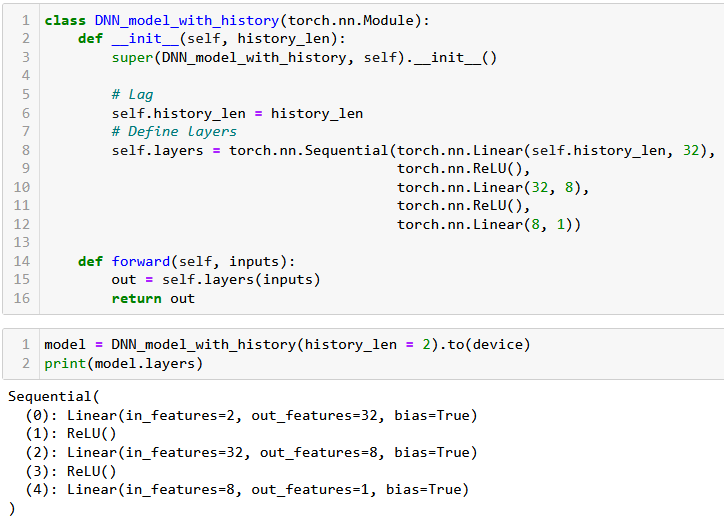 1 class DNN_model_with_history(torch.nn.Module):
2     def __init__(self, history_len):
3         super(DNN_model_with_history, self).__init__()
4
5         # Lag
6         self.history_len = history_len
7         # Define layers
8         self.layers = torch.nn.Sequential(torch.nn.Linear(self.history_len, 32),
9                                           torch.nn.ReLU(),
10                                          torch.nn.Linear(32, 8),
11                                          torch.nn.ReLU(),
12                                          torch.nn.Linear(8, 1))
13
14    def forward(self, inputs):
15        out = self.layers(inputs)
16        return out
1 model = DNN_model_with_history(history_len = 2).to(device)
2 print(model.layers)
Sequential(
  (0): Linear(in_features=2, out_features=32, bias=True)
  (1): ReLU()
  (2): Linear(in_features=32, out_features=8, bias=True)
  (3): ReLU()
  (4): Linear(in_features=8, out_features=1, bias=True)
)